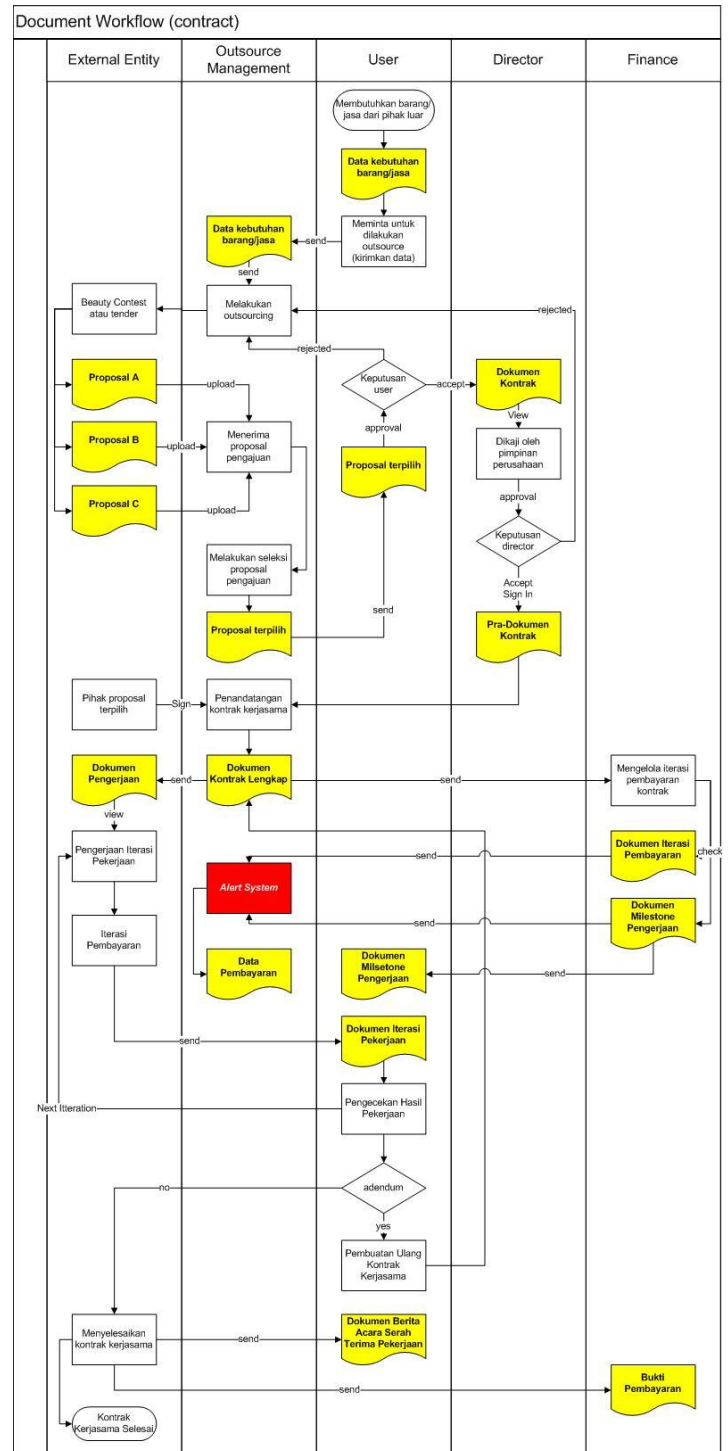 Document Workflow (contract)
External Entity
Outsource
Management
User
Director
Finance
Membutuhkan barang/
jasa dari pihak luar
Data kebutuhan
barang/jasa
Meminta untuk
dilakukan
outsource
(kirimkan data)
send
Data kebutuhan
barang/jasa
send
Melakukan
outsourcing
Beauty Contest
atau tender
rejected
rejected
Keputusan
user
accept
Dokumen
Kontrak
View
Dikaji oleh
pimpinan
perusahaan
approval
Keputusan
director
Accept
Sign In
Pra-Dokumen
Kontrak
Proposal A
upload
Proposal B
upload
Menerima
proposal
pengajuan
Proposal C
upload
approval
Proposal terpilih
Melakukan seleksi
proposal
pengajuan
Proposal terpilih
send
Pihak proposal
terpilih
Sign
Penandatangan
kontrak kerjasama
Dokumen
Pengerjaan
send
Dokumen
Kontrak Lengkap
send
Mengelola iterasi
pembayaran
kontrak
view
Pengerjaan Iterasi
Pekerjaan
send
Dokumen Iterasi
Pembayaran
check
Alert System
send
Dokumen
Milestone
Pengerjaan
Iterasi
Pembayaran
Data
Pembayaran
Dokumen
Milsetone
Pengerjaan
send
send
Dokumen Iterasi
Pekerjaan
Next Itteration
Pengecekan Hasil
Pekerjaan
no
adendum
yes
Pembuatan Ulang
Kontrak
Kerjasama
Menyelesaikan
kontrak kerjasama
send
Dokumen Berita
Acara Serah
Terima Pekerjaan
send
Bukti
Pembayaran
Kontrak
Kerjasama Selesai